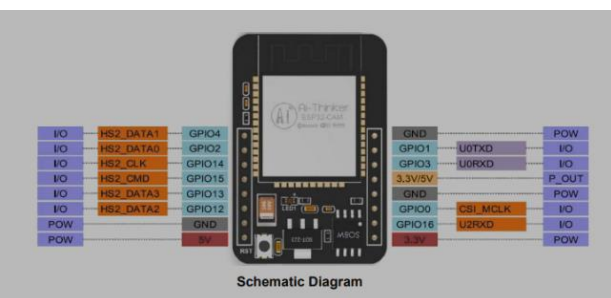 Ai-Thinker
ESP32-CAM
I/O HS2_DATA1 GPIO4 GND POW
I/O HS2_DATA0 GPIO2 GPIO1 U0TXD I/O
I/O HS2_CLK GPIO14 GPIO3 U0RXD I/O
I/O HS2_CMD GPIO15 3.3V/5V P_OUT
I/O HS2_DATA3 GPIO13 GND POW
I/O HS2_DATA2 GPIO12 GPIO0 CSI_MCLK I/O
POW GND GPIO16 U2RXD I/O
POW 5V 3.3V POW
RST
Schematic Diagram